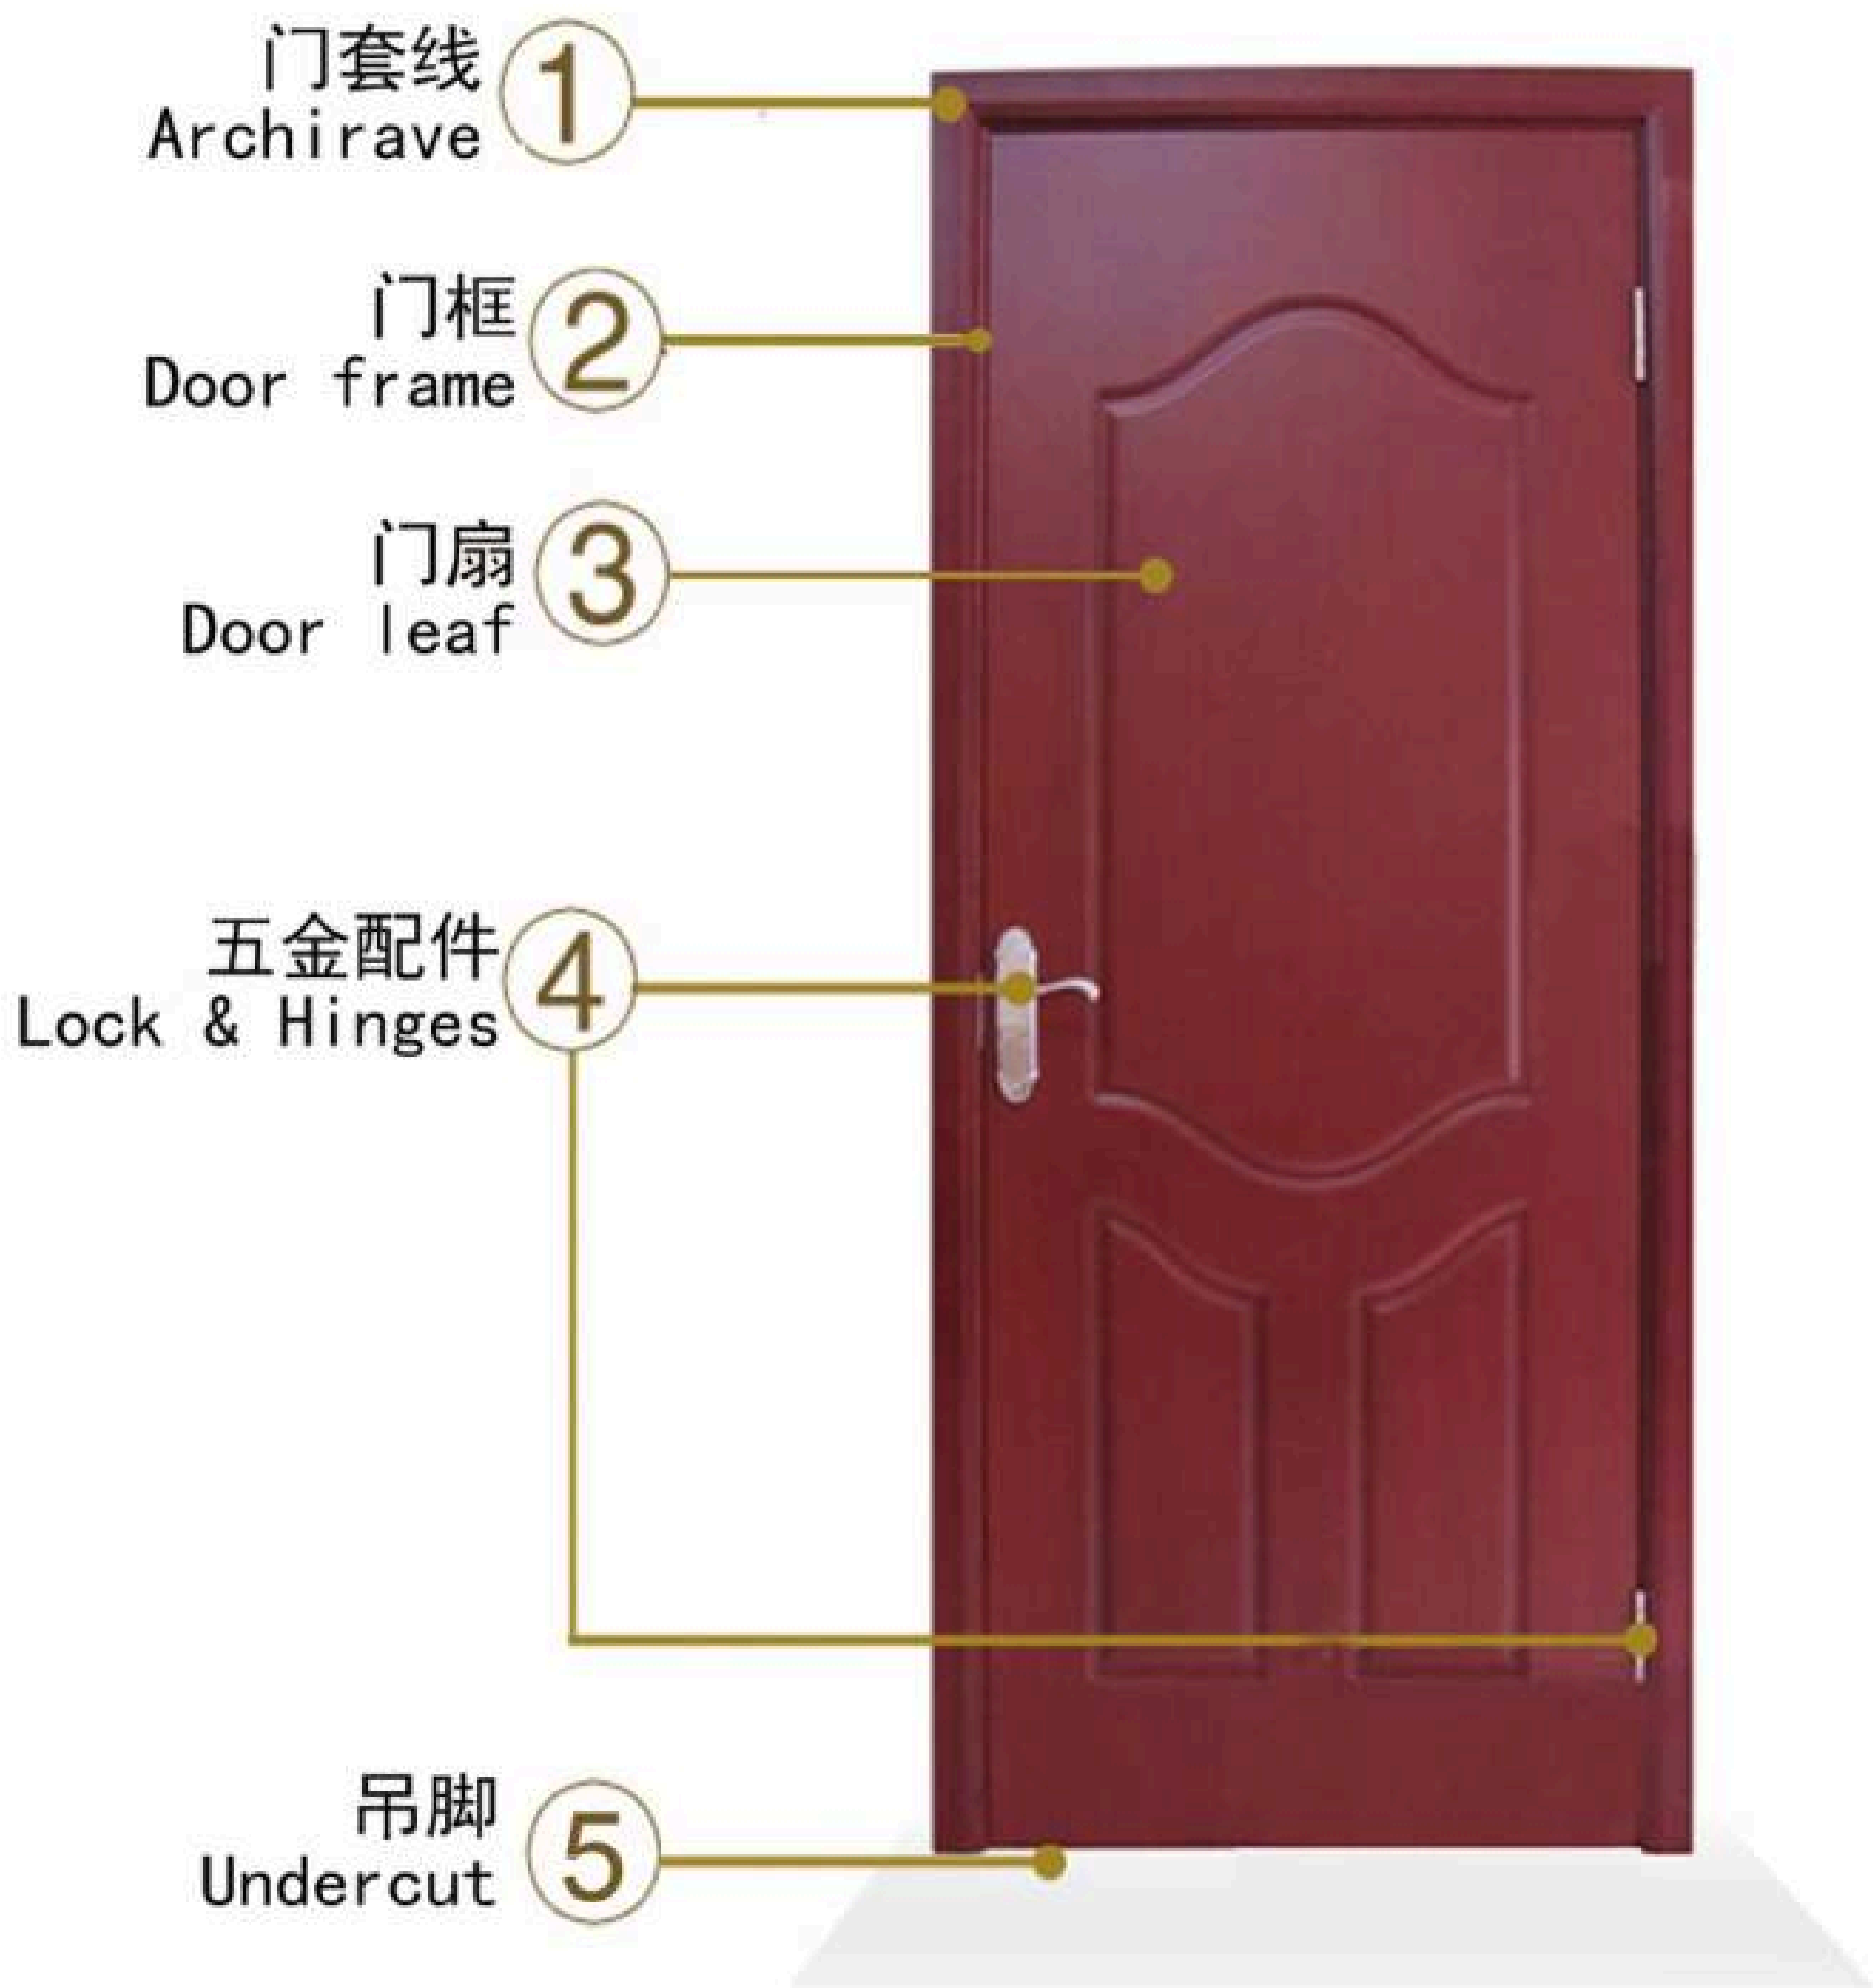 门套线
Archirave
1
门框
Door frame
2
门扇
Door leaf
3
五金配件
Lock & Hinges
4
吊脚
Undercut
5